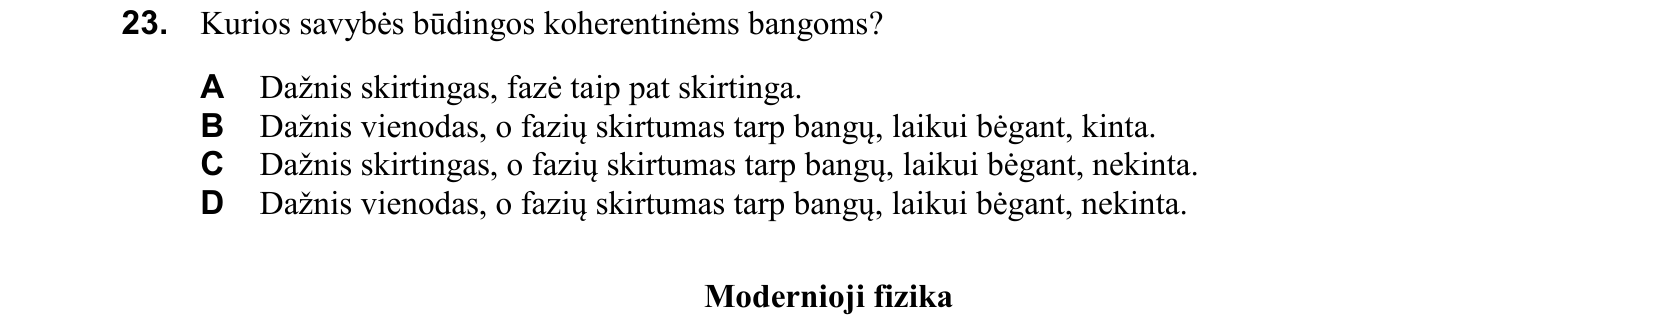 23. Kurios savybės būdingos koherentinėms bangoms?
A Dažnis skirtingas, fazė taip pat skirtinga.
B Dažnis vienodas, o fazių skirtumas tarp bangų, laikui bėgant, kinta.
C Dažnis skirtingas, o fazių skirtumas tarp bangų, laikui bėgant, nekinta.
D Dažnis vienodas, o fazių skirtumas tarp bangų, laikui bėgant, nekinta.
Modernioji fizika